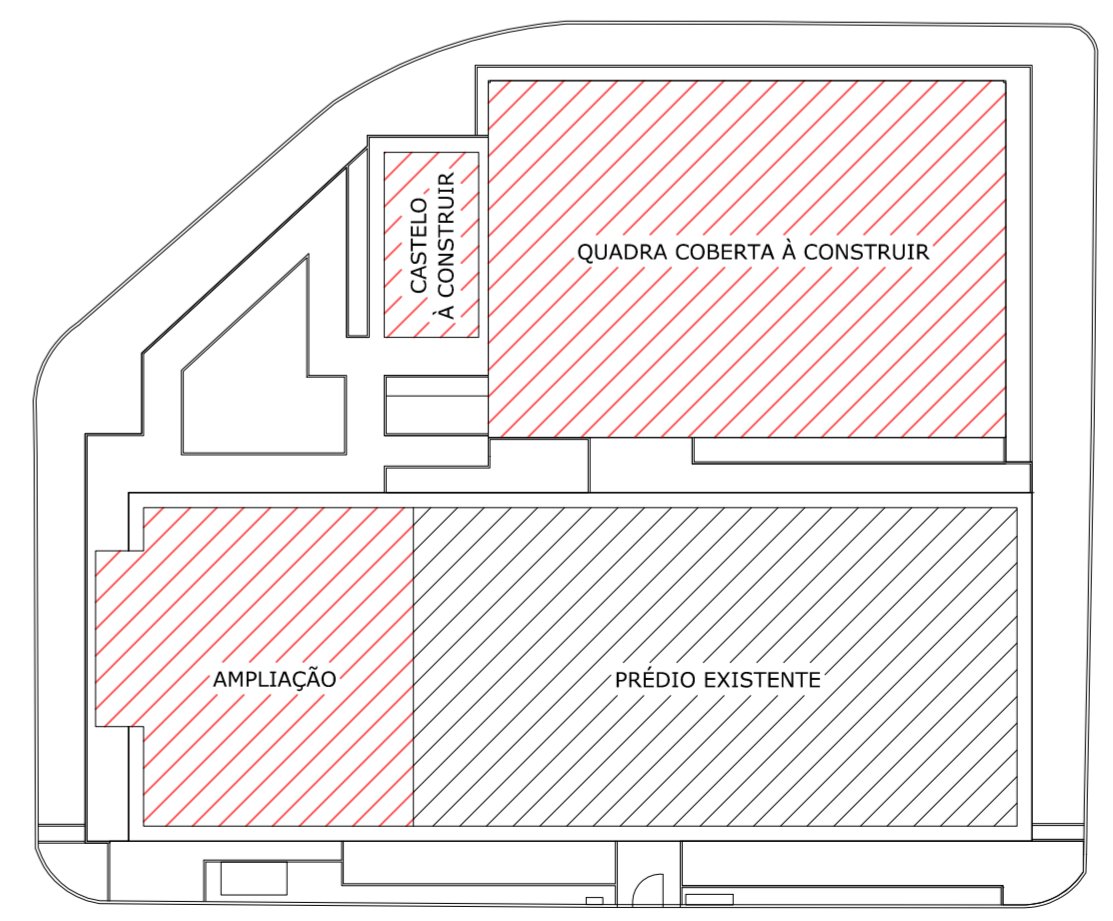 CASTELO
À CONSTRUIR
QUADRA COBERTA À CONSTRUIR
AMPLIAÇÃO
PRÉDIO EXISTENTE